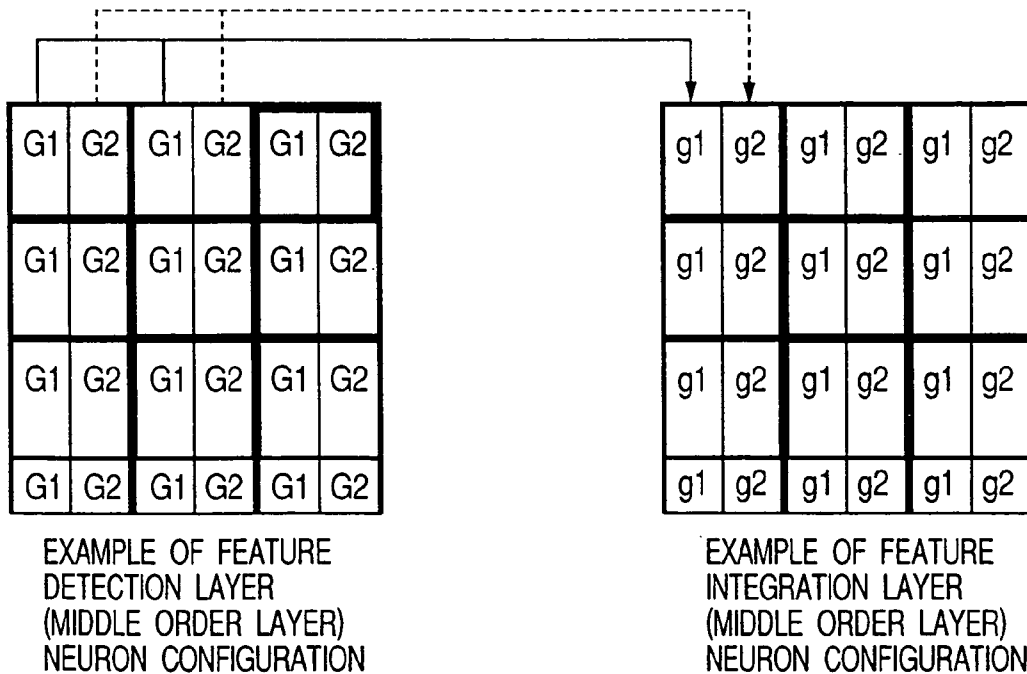 G1 G2 G1 G2 G1 G2 g1 g2 g1 g2 g1 g2
G1 G2 G1 G2 G1 G2 g1 g2 g1 g2 g1 g2
G1 G2 G1 G2 G1 G2 g1 g2 g1 g2 g1 g2
G1 G2 G1 G2 G1 G2 g1 g2 g1 g2 g1 g2
EXAMPLE OF FEATURE
DETECTION LAYER
(MIDDLE ORDER LAYER)
NEURON CONFIGURATION
EXAMPLE OF FEATURE
INTEGRATION LAYER
(MIDDLE ORDER LAYER)
NEURON CONFIGURATION